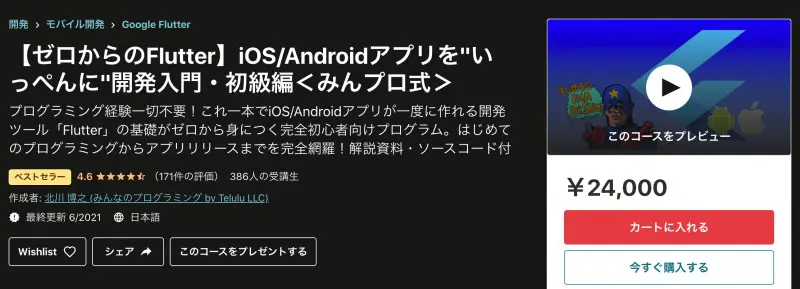 開発 > モバイル開発 > Google Flutter
【ゼロからのFlutter】iOS/Androidアプリを"い
っぺんに"開発入門・初級編＜みんプロ式＞
プログラミング経験一切不要！これ一本でiOS/Androidアプリが一度に作れる開発
ツール「Flutter」の基礎がゼロから身につく完全初心者向けプログラム。はじめて
のプログラミングからアプリリリースまでを完全網羅！解説資料・ソースコード付
ベストセラー 4.6 （171件の評価） 386人の受講生
作成者: 北川 博之 (みんなのプログラミング by Telulu LLC)
最終更新 6/2021 日本語
Wishlist シェア このコースをプレゼントする
このコースをプレビュー
￥24,000
カートに入れる
今すぐ購入する